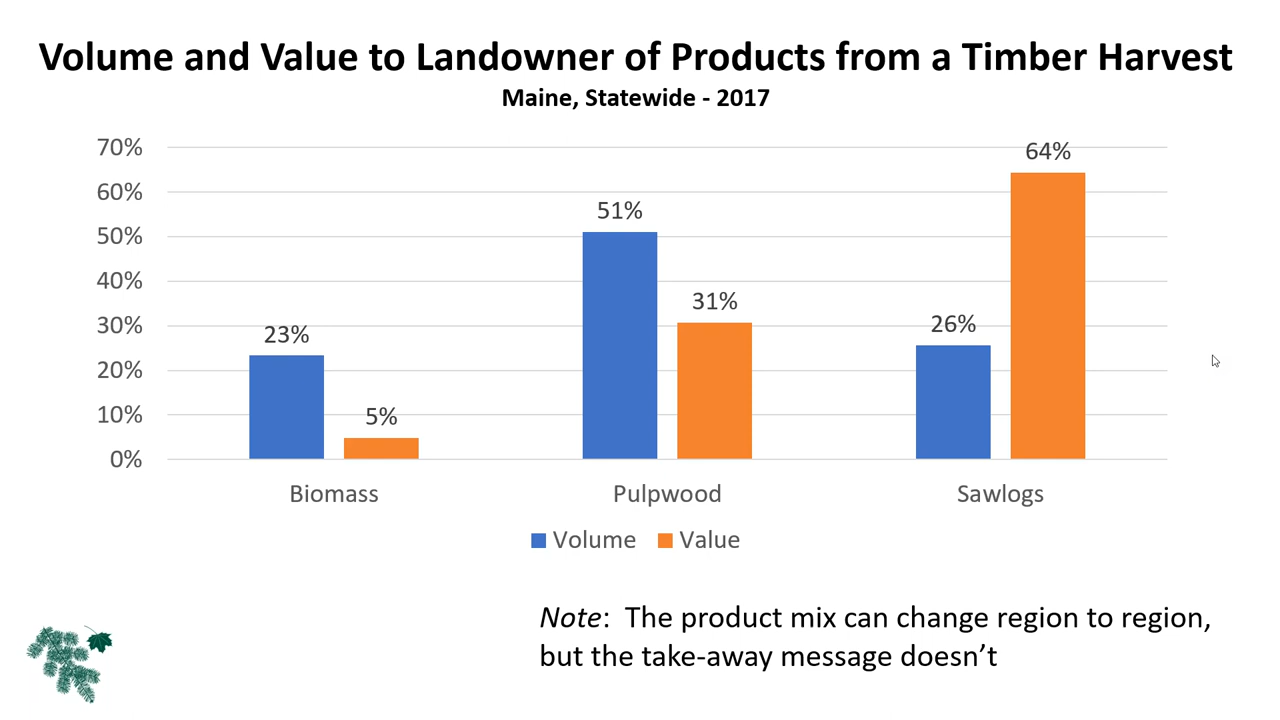 Volume and Value to Landowner of Products from a Timber Harvest
Maine, Statewide - 2017
70%
60%
50%
40%
30%
20%
10%
0%
23%
5%
51%
31%
26%
64%
Biomass
Pulpwood
Sawlogs
Volume
Value
Note: The product mix can change region to region,
but the take-away message doesn’t